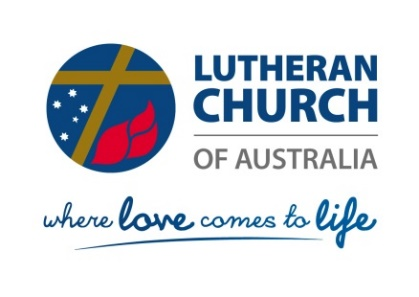 LUTHERAN
CHURCH
OF AUSTRALIA
where love comes to life